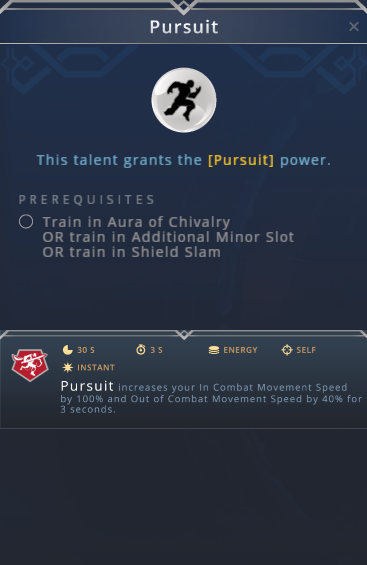 Pursuit
This talent grants the [Pursuit] power.
PREREQUISITES
Train in Aura of Chivalry
OR train in Additional Minor Slot
OR train in Shield Slam
30 S 3 S ENERGY SELF
INSTANT
Pursuit increases your In Combat Movement Speed
by 100% and Out of Combat Movement Speed by 40% for
3 seconds.